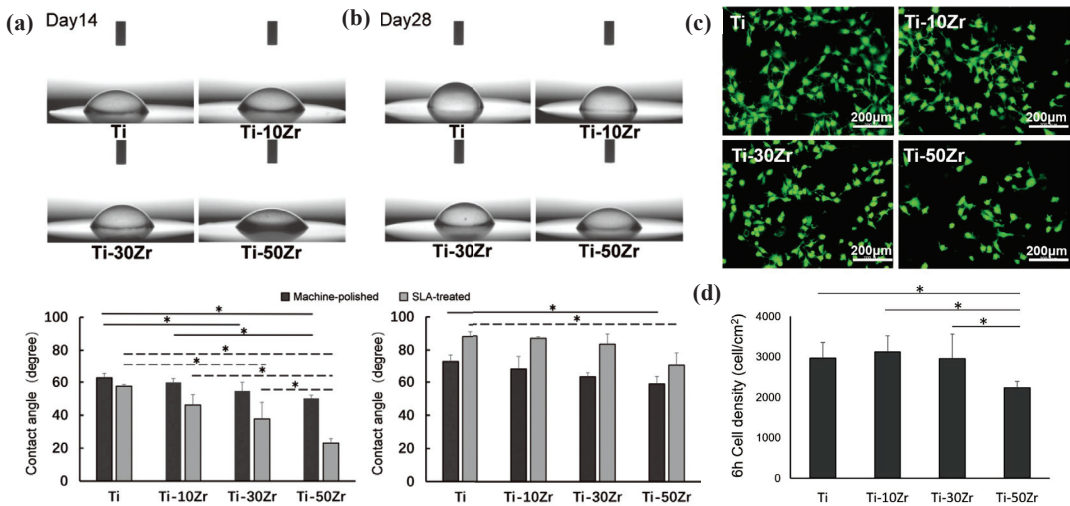 (a) Day14
Ti
Ti-10Zr
Ti-30Zr
Ti-50Zr
(b) Day28
Ti
Ti-10Zr
Ti-30Zr
Ti-50Zr
(c)
Ti
200μm
Ti-10Zr
200μm
Ti-30Zr
200μm
Ti-50Zr
200μm
Machine-polished SLA-treated
Contact angle (degree)
100
80
60
40
20
0
* * * * * * *
Ti Ti-10Zr Ti-30Zr Ti-50Zr
Contact angle (degree)
100
80
60
40
20
0
* *
Ti Ti-10Zr Ti-30Zr Ti-50Zr
(d)
6h Cell density (cell/cm²)
4000
3000
2000
1000
0
* * *
Ti Ti-10Zr Ti-30Zr Ti-50Zr